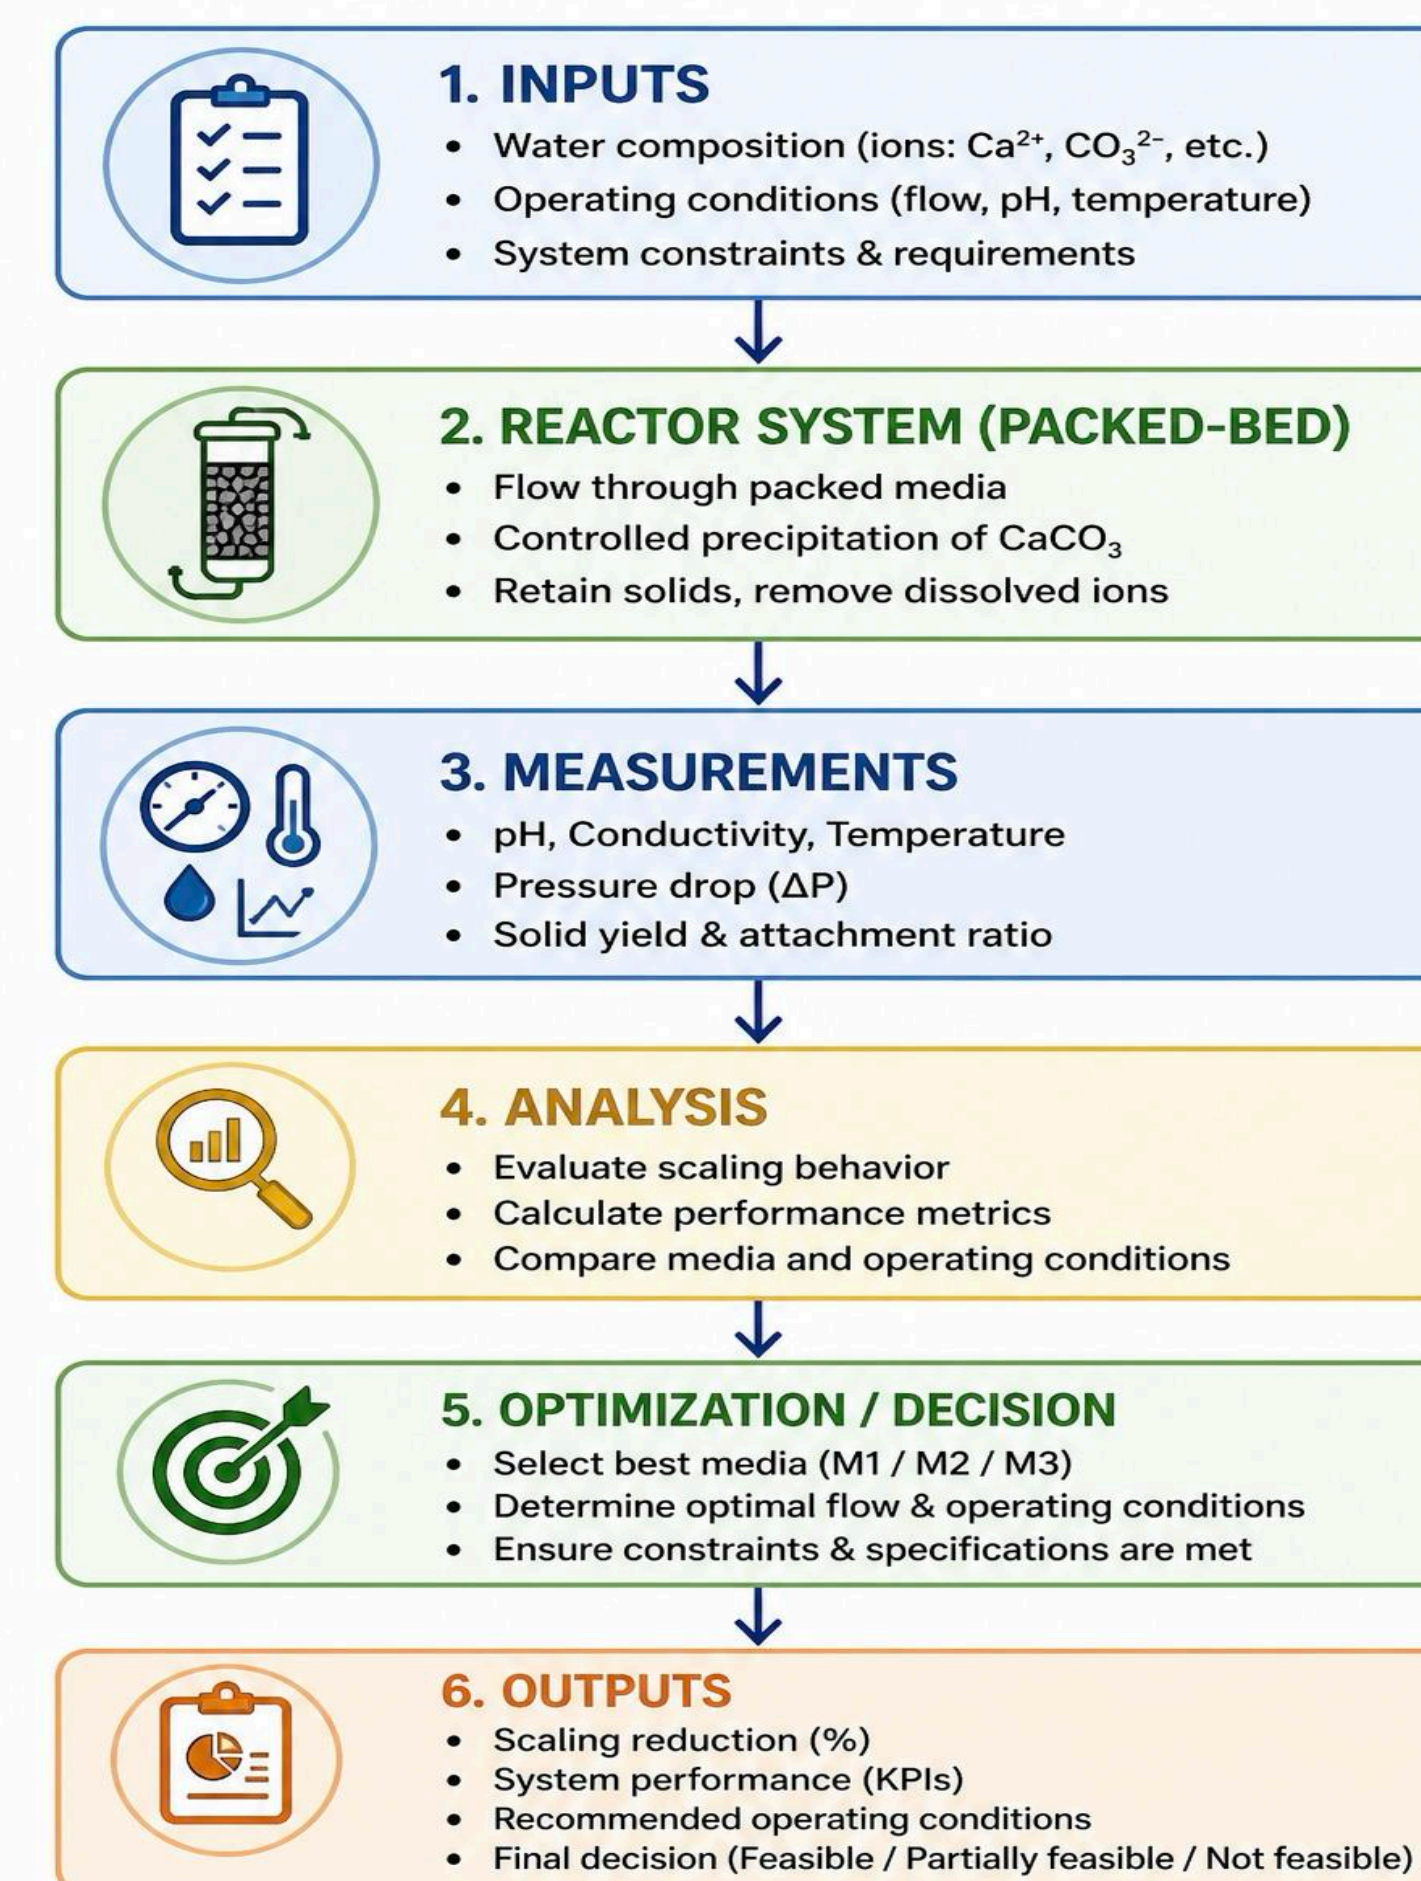 1. INPUTS
• Water composition (ions: Ca²⁺, CO₃²⁻, etc.)
• Operating conditions (flow, pH, temperature)
• System constraints & requirements
2. REACTOR SYSTEM (PACKED-BED)
• Flow through packed media
• Controlled precipitation of CaCO₃
• Retain solids, remove dissolved ions
3. MEASUREMENTS
• pH, Conductivity, Temperature
• Pressure drop (ΔP)
• Solid yield & attachment ratio
4. ANALYSIS
• Evaluate scaling behavior
• Calculate performance metrics
• Compare media and operating conditions
5. OPTIMIZATION / DECISION
• Select best media (M1 / M2 / M3)
• Determine optimal flow & operating conditions
• Ensure constraints & specifications are met
6. OUTPUTS
• Scaling reduction (%)
• System performance (KPIs)
• Recommended operating conditions
• Final decision (Feasible / Partially feasible / Not feasible)